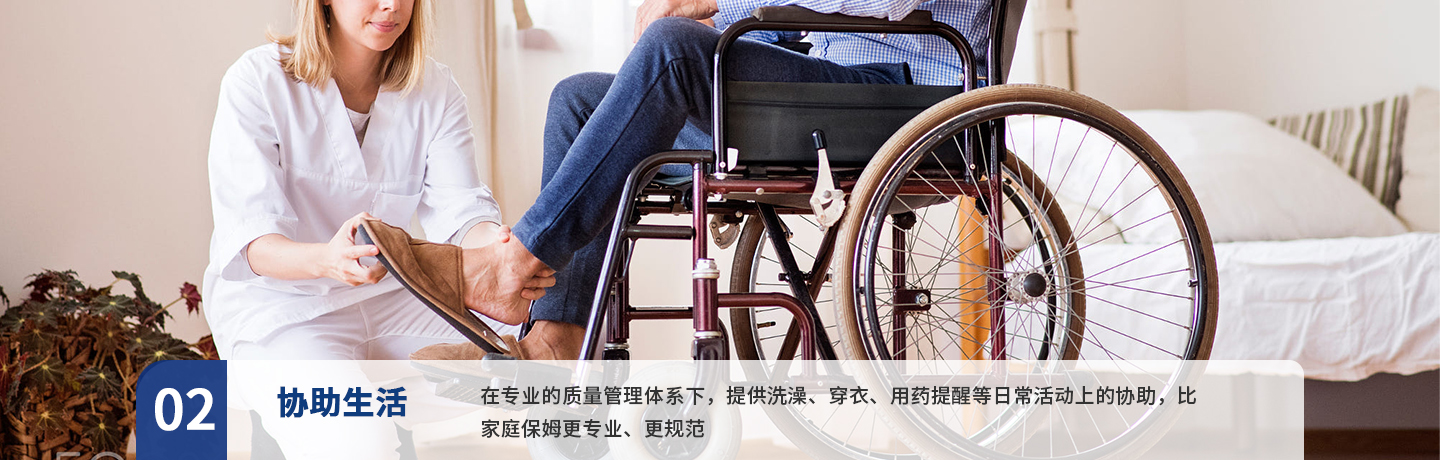 02
协助生活
在专业的质量管理体系下，提供洗澡、穿衣、用药提醒等日常活动上的协助，比
家庭保姆更专业、更规范